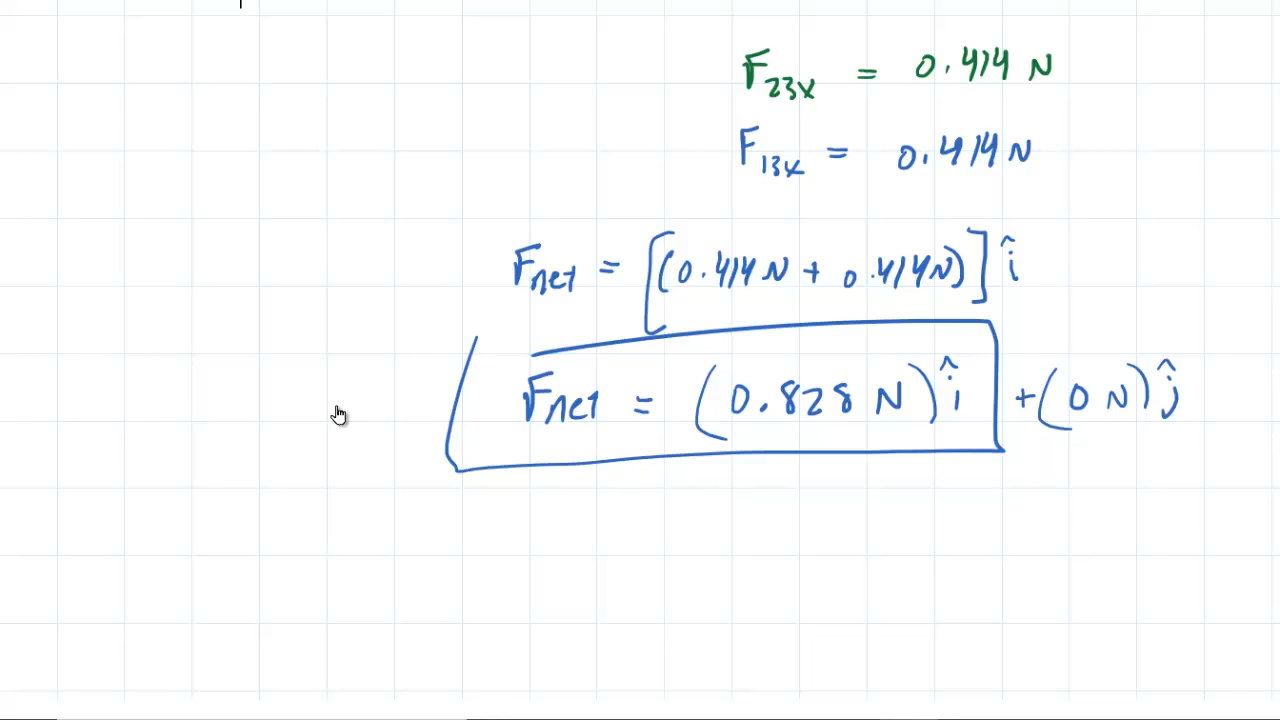 F₂₃ₓ = 0.414 N
F₁₃ₓ = 0.414 N
Fnet = [(0.414 N + 0.414 N)] î
Fnet = (0.828 N) î + (0 N) ĵ